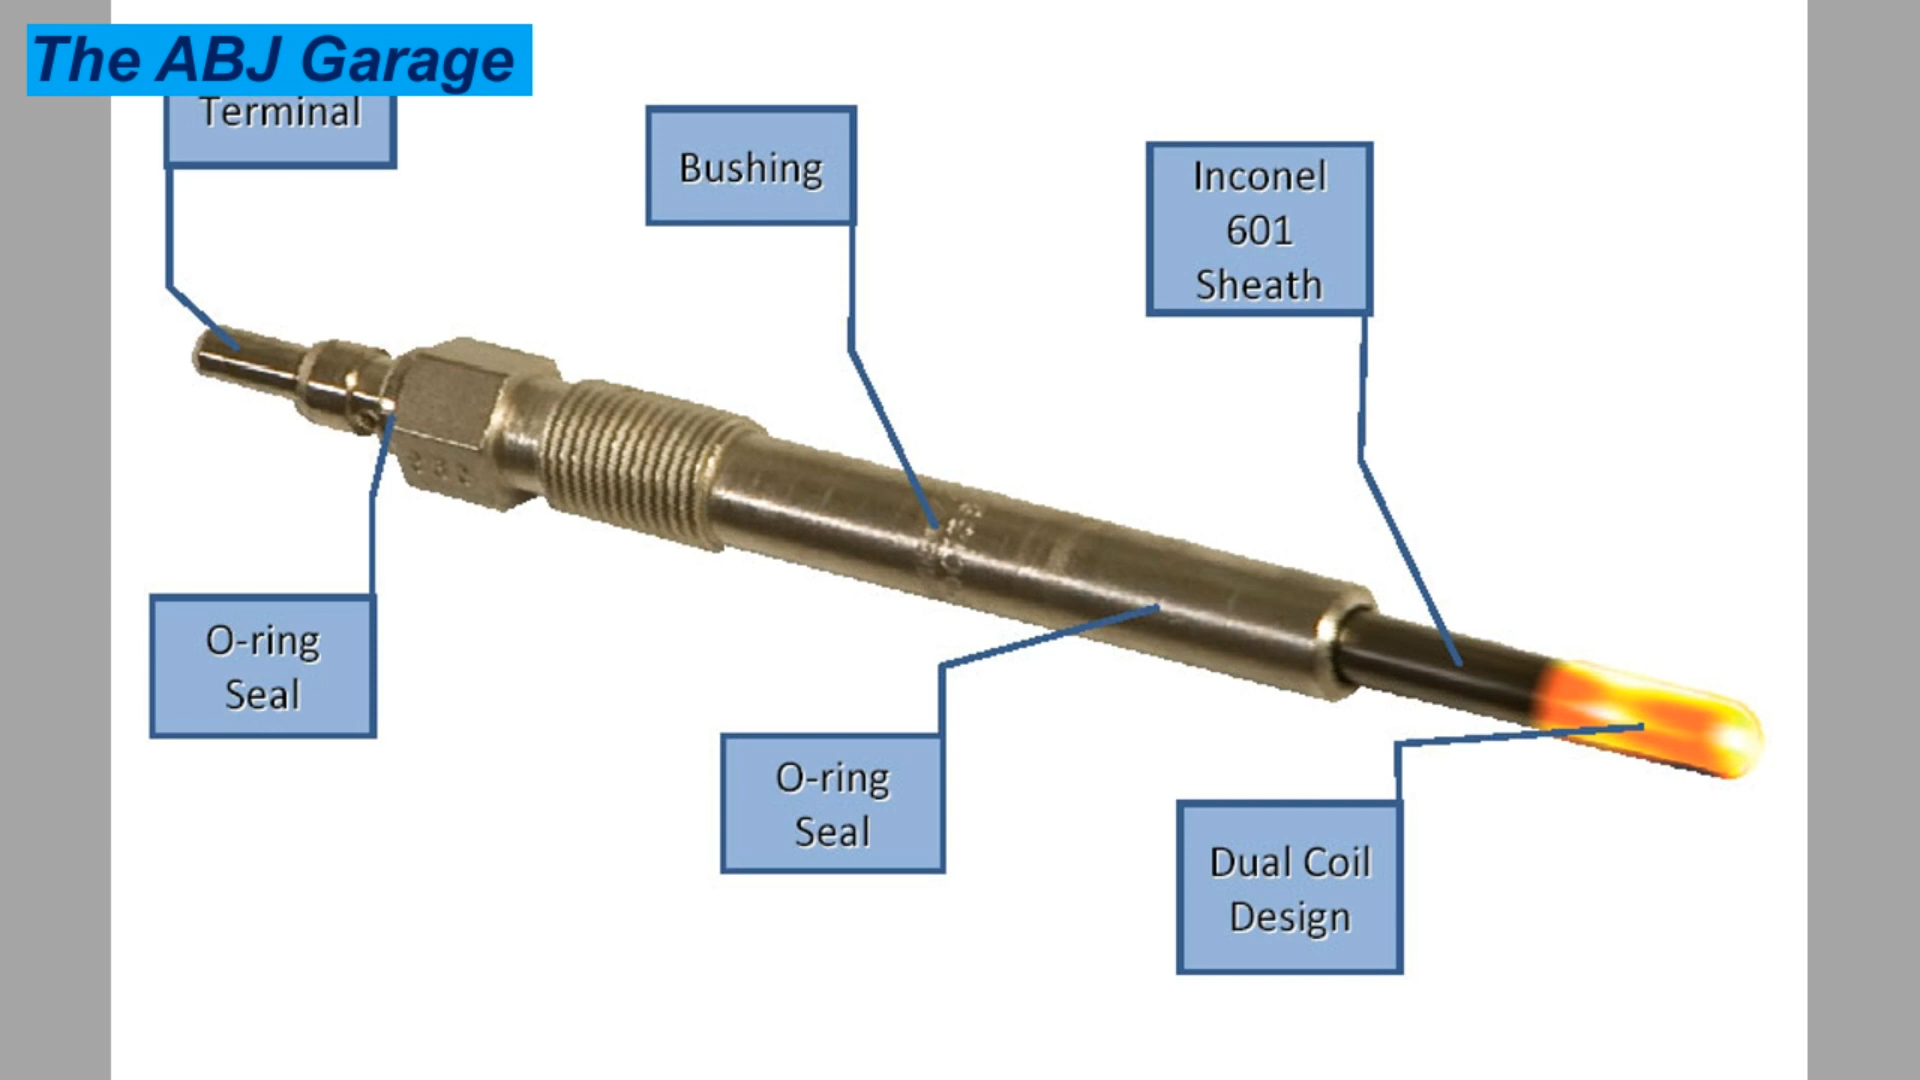 The ABJ Garage
Terminal
Bushing
Inconel
601
Sheath
O-ring
Seal
O-ring
Seal
Dual Coil
Design